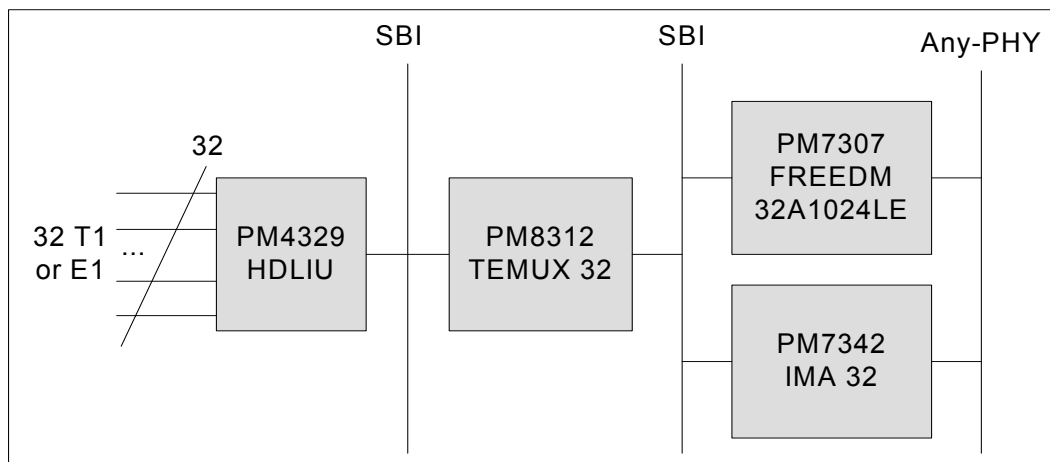 SBI
SBI
Any-PHY
32
32 T1
...
or E1
PM4329
HDLIU
PM8312
TEMUX 32
PM7307
FREEDM
32A1024LE
PM7342
IMA 32